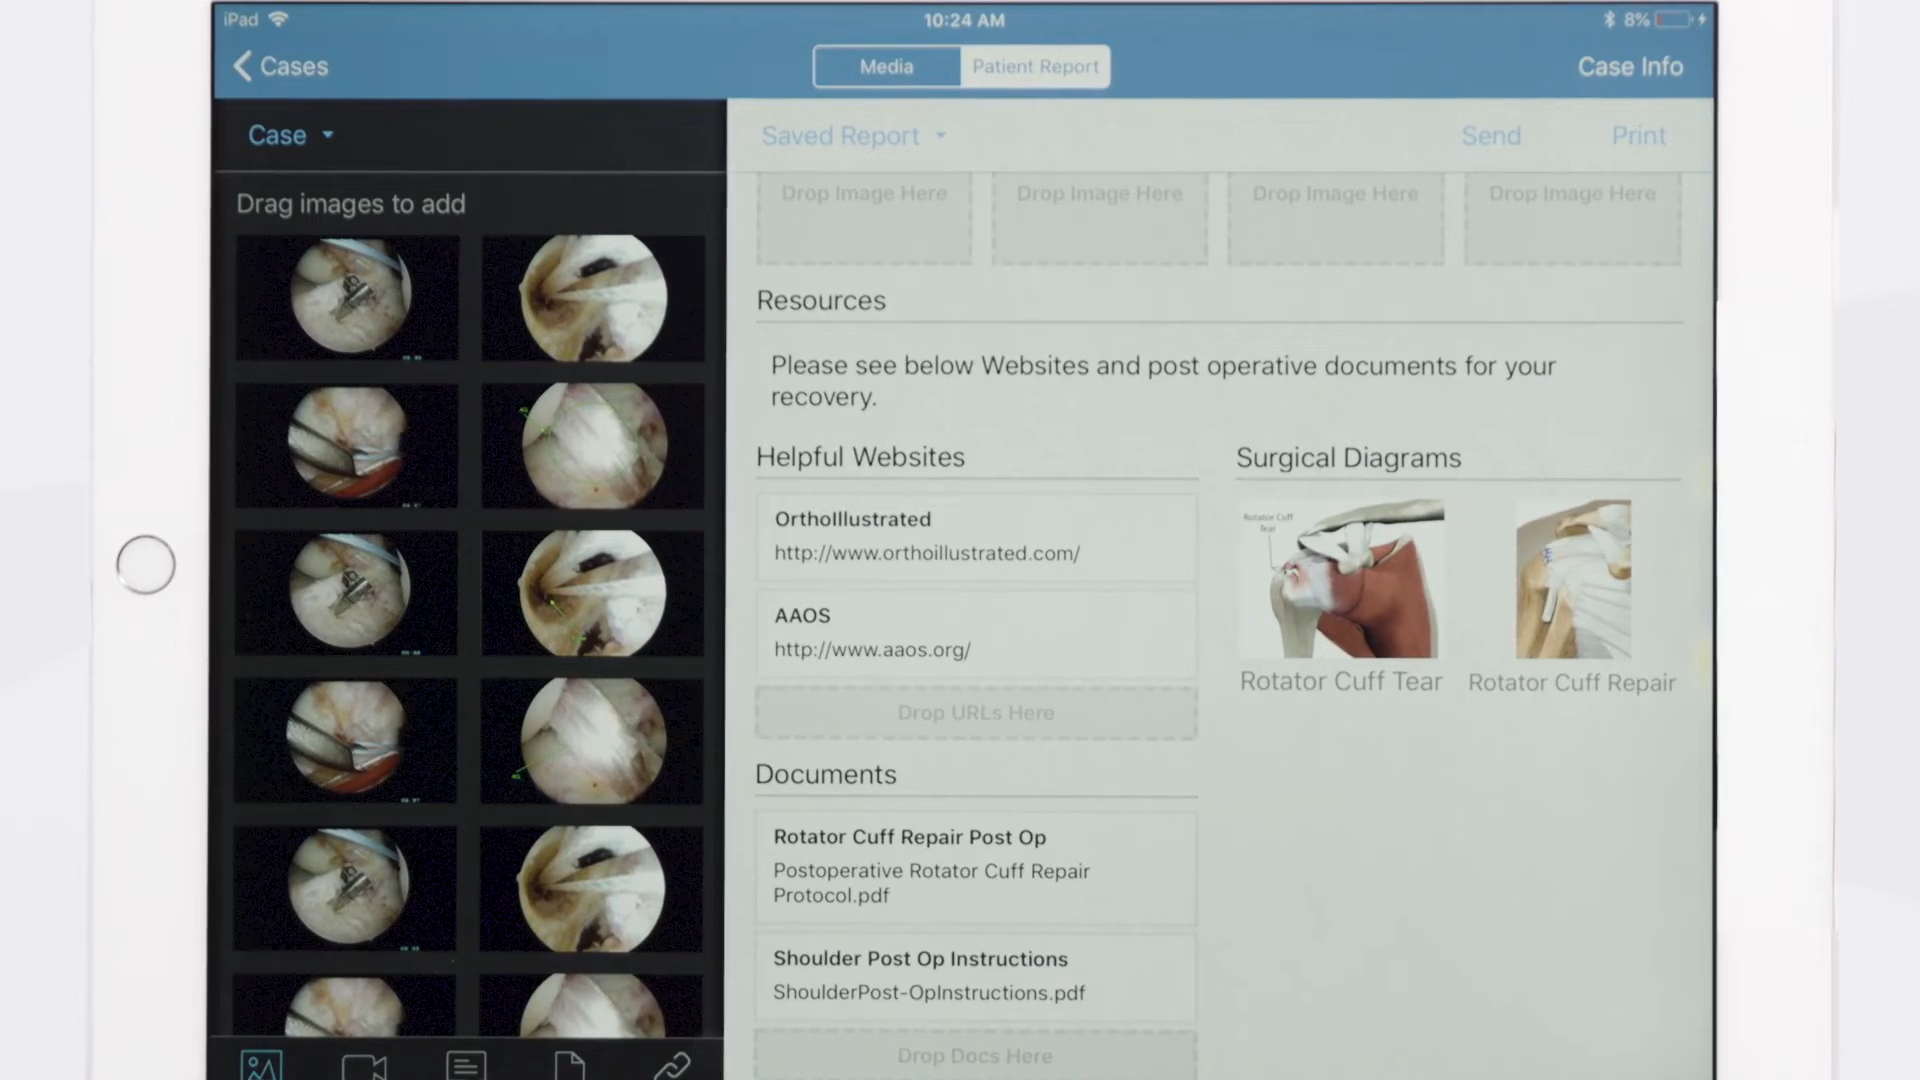 iPad
10:24 AM
8%
Cases
Media
Patient Report
Case Info
Case
Saved Report
Send
Print
Drag images to add
Drop Image Here
Drop Image Here
Drop Image Here
Drop Image Here
Resources
Please see below Websites and post operative documents for your
recovery.
Helpful Websites
OrthoIllustrated
http://www.orthoillustrated.com/
AAOS
http://www.aaos.org/
Drop URLs Here
Surgical Diagrams
Rotator Cuff
Tear
Rotator Cuff Tear
Rotator Cuff Repair
Documents
Rotator Cuff Repair Post Op
Postoperative Rotator Cuff Repair
Protocol.pdf
Shoulder Post Op Instructions
ShoulderPost-OpInstructions.pdf
Drop Docs Here